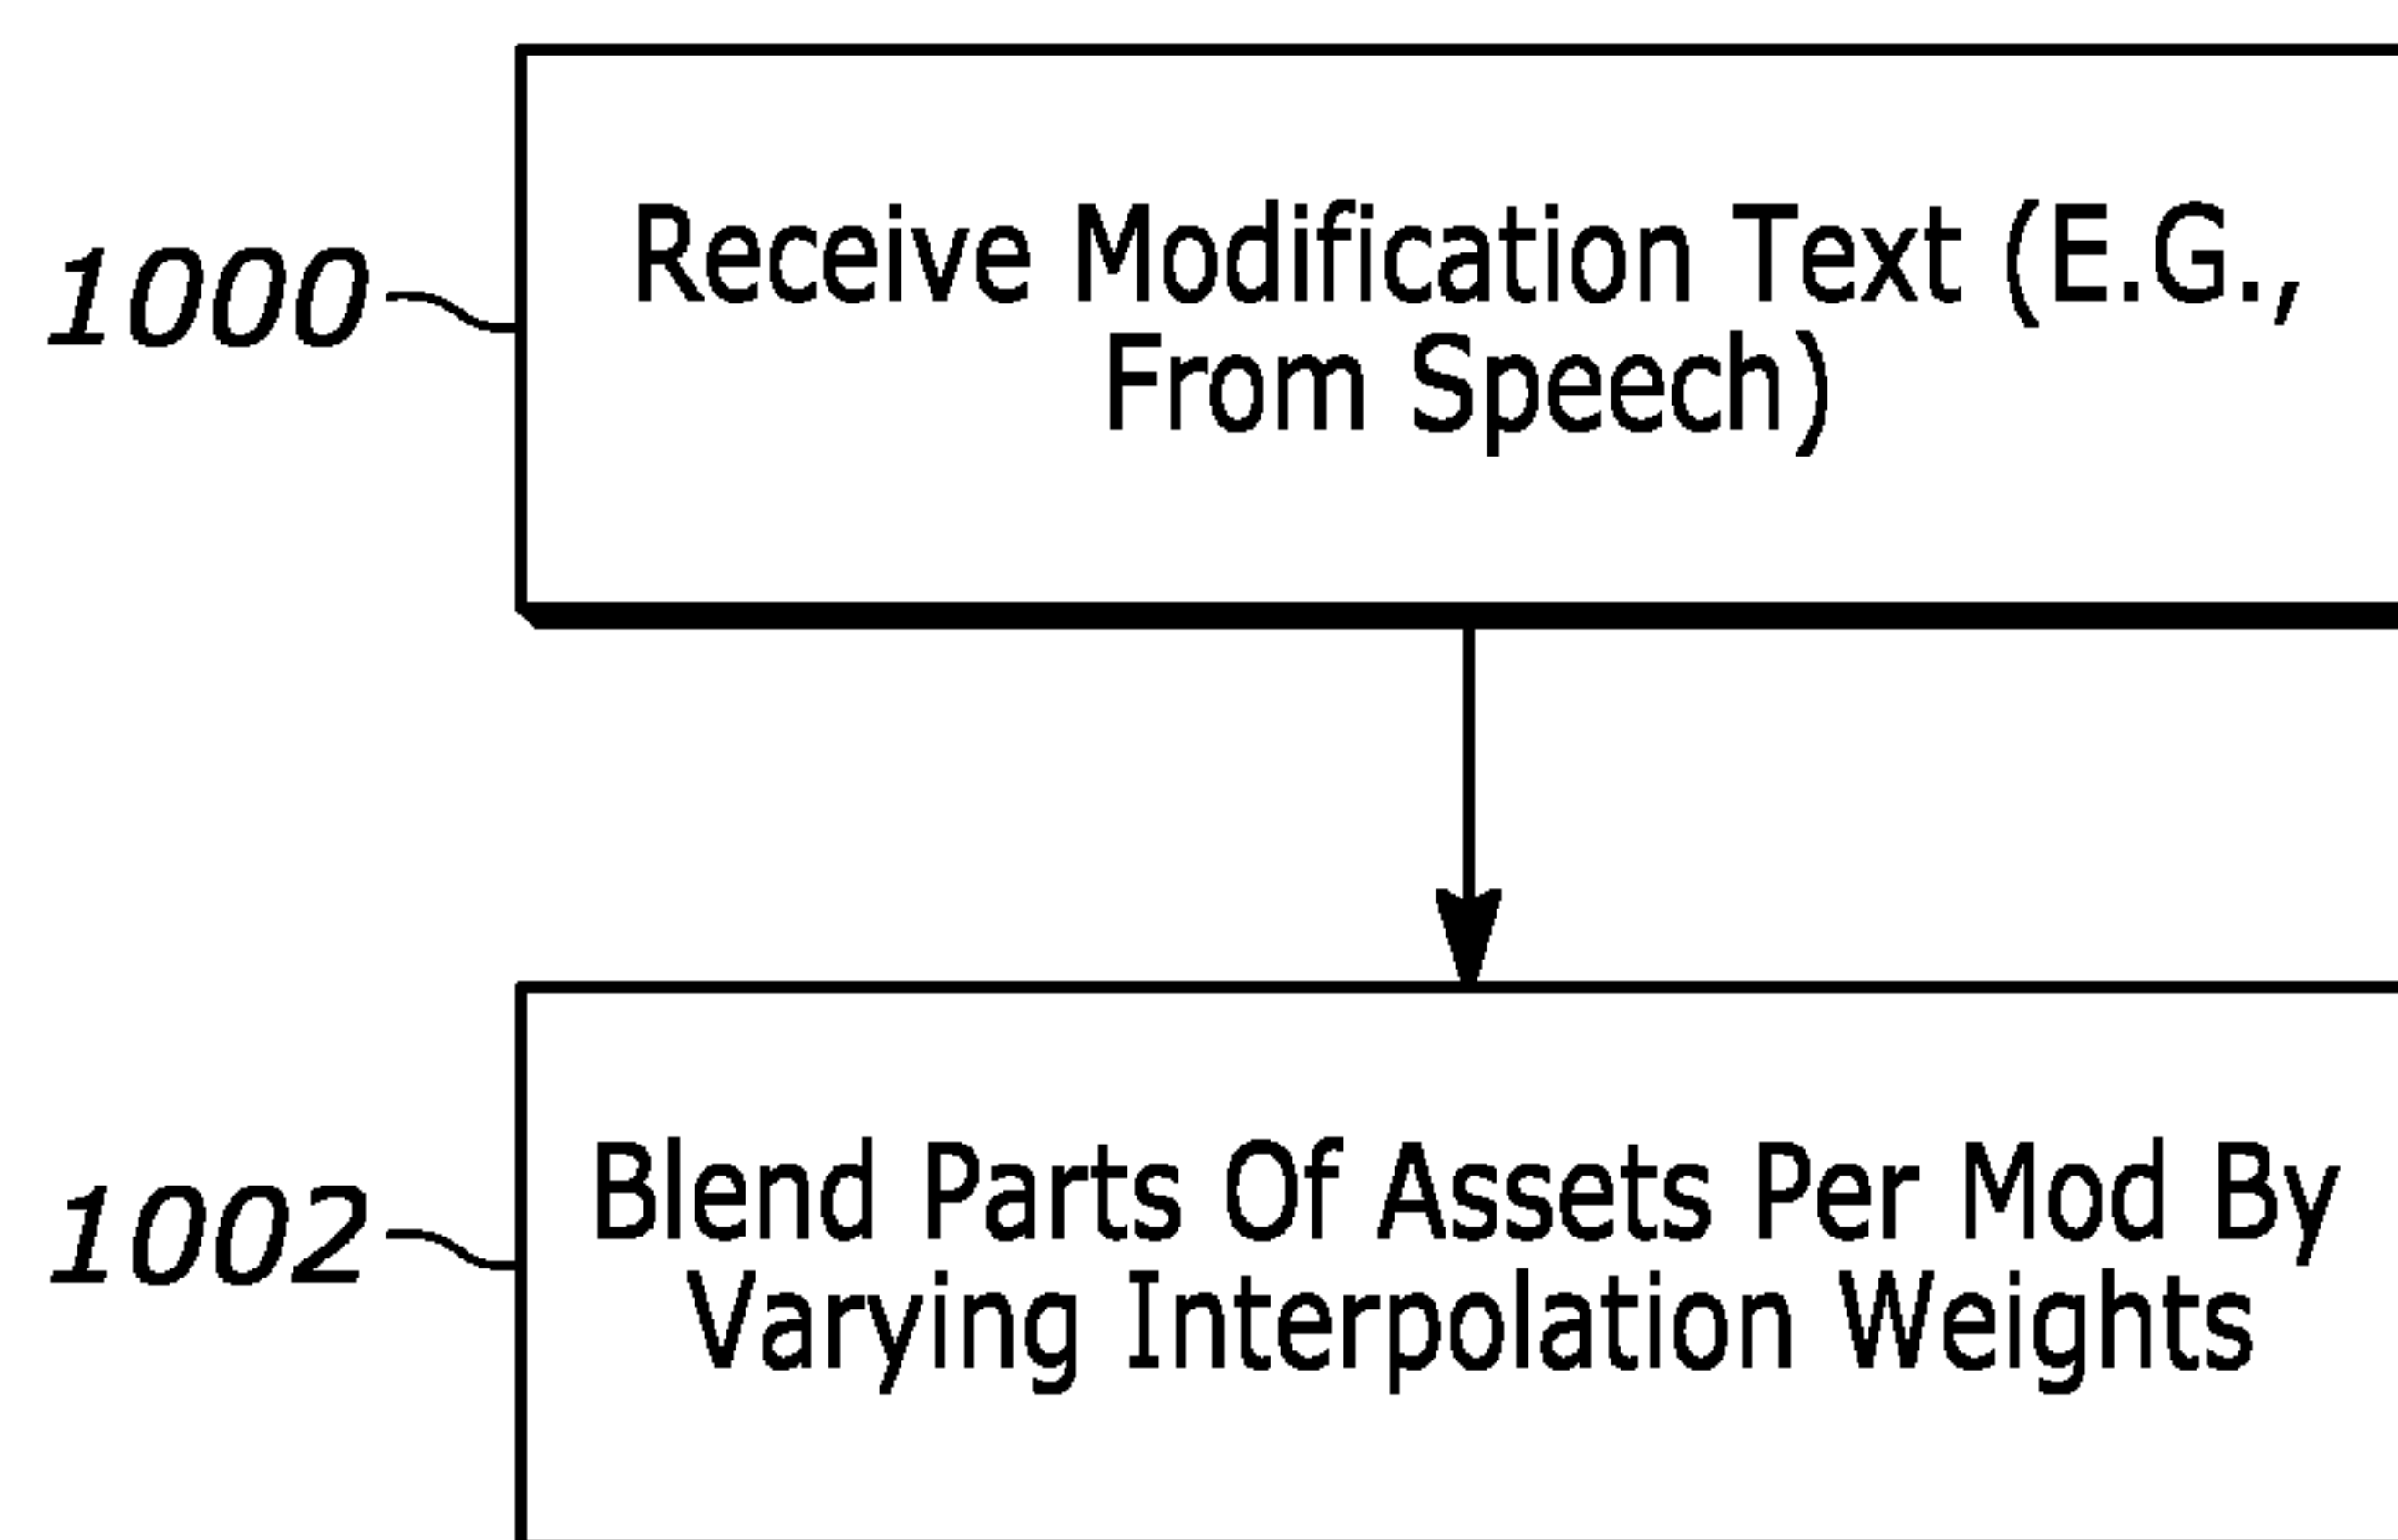 1000
Receive Modification Text (E.G.,
From Speech)
1002
Blend Parts Of Assets Per Mod By
Varying Interpolation Weights